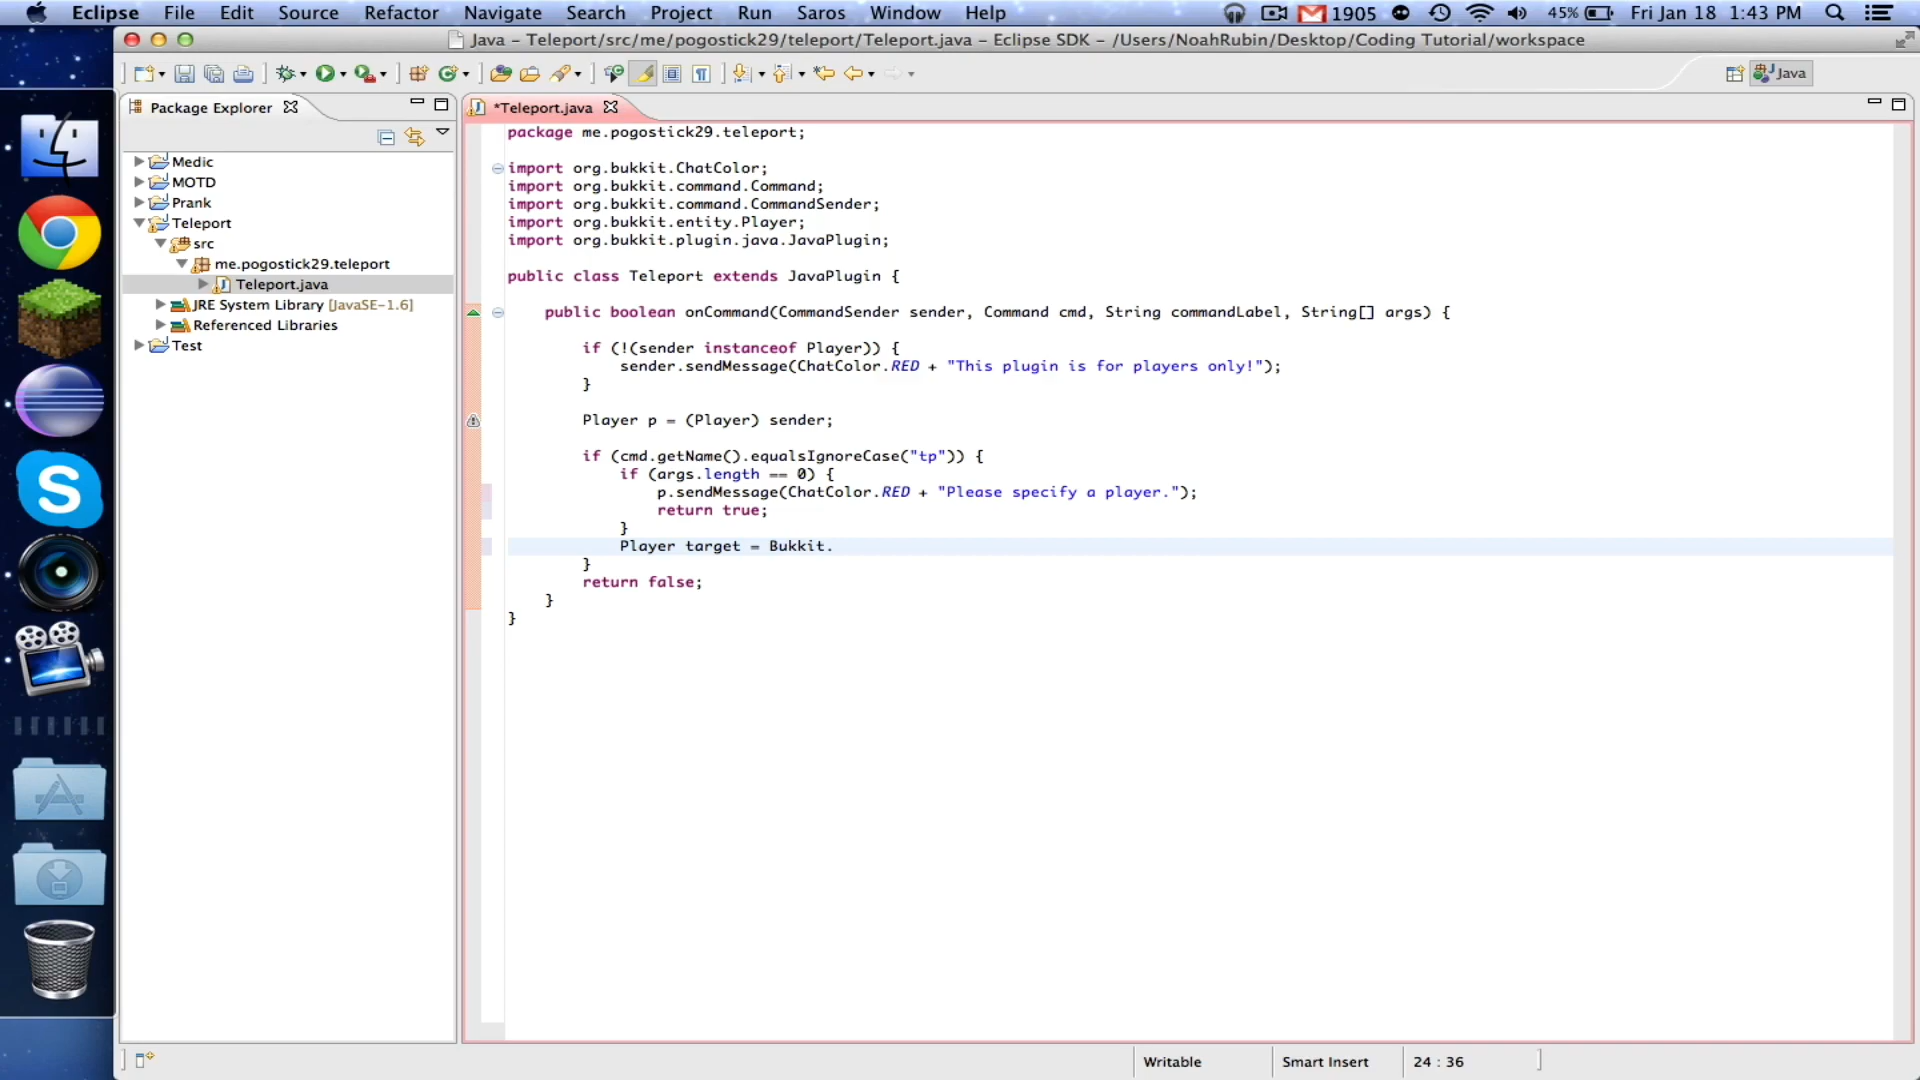 Eclipse File Edit Source Refactor Navigate Search Project Run Saros Window Help 1905 45% Fri Jan 18 1:43 PM
Java – Teleport/src/me/pogostick29/teleport/Teleport.java – Eclipse SDK – /Users/NoahRubin/Desktop/Coding Tutorial/workspace
Java
Package Explorer
Medic
MOTD
Prank
Teleport
src
me.pogostick29.teleport
Teleport.java
JRE System Library [JavaSE-1.6]
Referenced Libraries
Test
*Teleport.java
package me.pogostick29.teleport;
import org.bukkit.ChatColor;
import org.bukkit.command.Command;
import org.bukkit.command.CommandSender;
import org.bukkit.entity.Player;
import org.bukkit.plugin.java.JavaPlugin;
public class Teleport extends JavaPlugin {
public boolean onCommand(CommandSender sender, Command cmd, String commandLabel, String[] args) {
if (!(sender instanceof Player)) {
sender.sendMessage(ChatColor.RED + "This plugin is for players only!");
}
Player p = (Player) sender;
if (cmd.getName().equalsIgnoreCase("tp")) {
if (args.length == 0) {
p.sendMessage(ChatColor.RED + "Please specify a player.");
return true;
}
Player target = Bukkit.
}
return false;
}
}
Writable Smart Insert 24 : 36